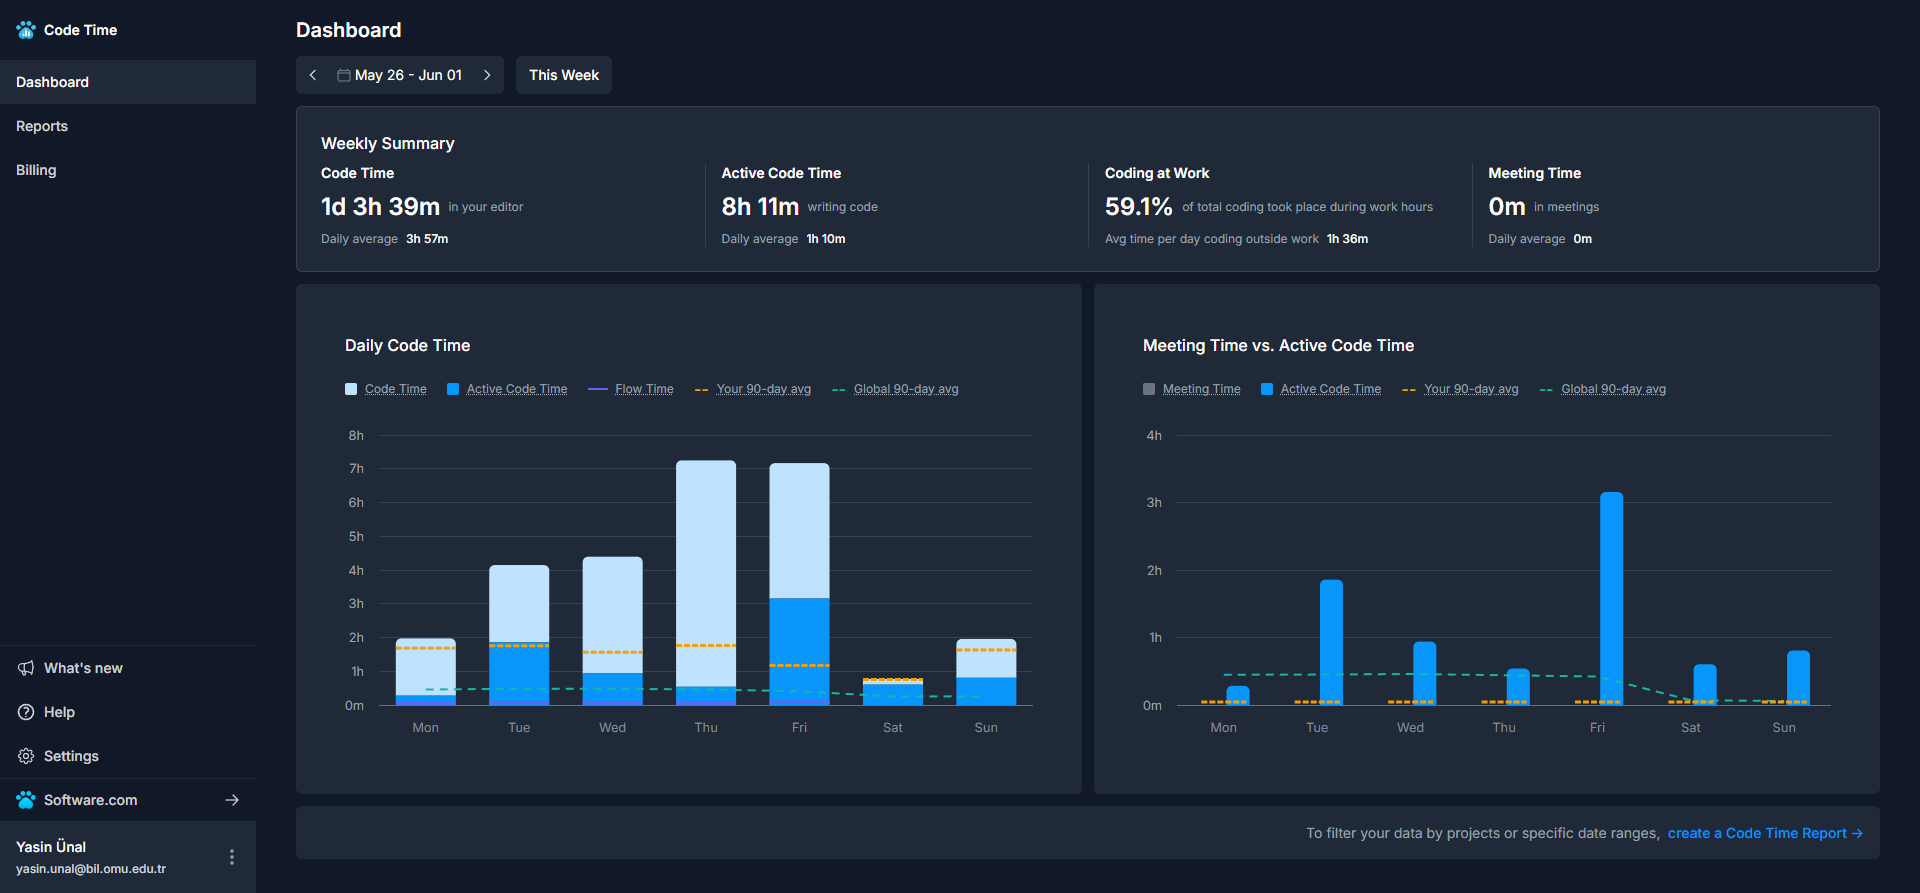 Code Time
Dashboard
Reports
Billing
What's new
Help
Settings
Software.com
Yasin Ünal
yasin.unal@bil.omu.edu.tr
Dashboard
May 26 - Jun 01
This Week
Weekly Summary
Code Time
1d 3h 39m in your editor
Daily average 3h 57m
Active Code Time
8h 11m writing code
Daily average 1h 10m
Coding at Work
59.1% of total coding took place during work hours
Avg time per day coding outside work 1h 36m
Meeting Time
0m in meetings
Daily average 0m
Daily Code Time
Code Time Active Code Time Flow Time Your 90-day avg Global 90-day avg
8h
7h
6h
5h
4h
3h
2h
1h
0m
Mon Tue Wed Thu Fri Sat Sun
Meeting Time vs. Active Code Time
Meeting Time Active Code Time Your 90-day avg Global 90-day avg
4h
3h
2h
1h
0m
Mon Tue Wed Thu Fri Sat Sun
To filter your data by projects or specific date ranges, create a Code Time Report →